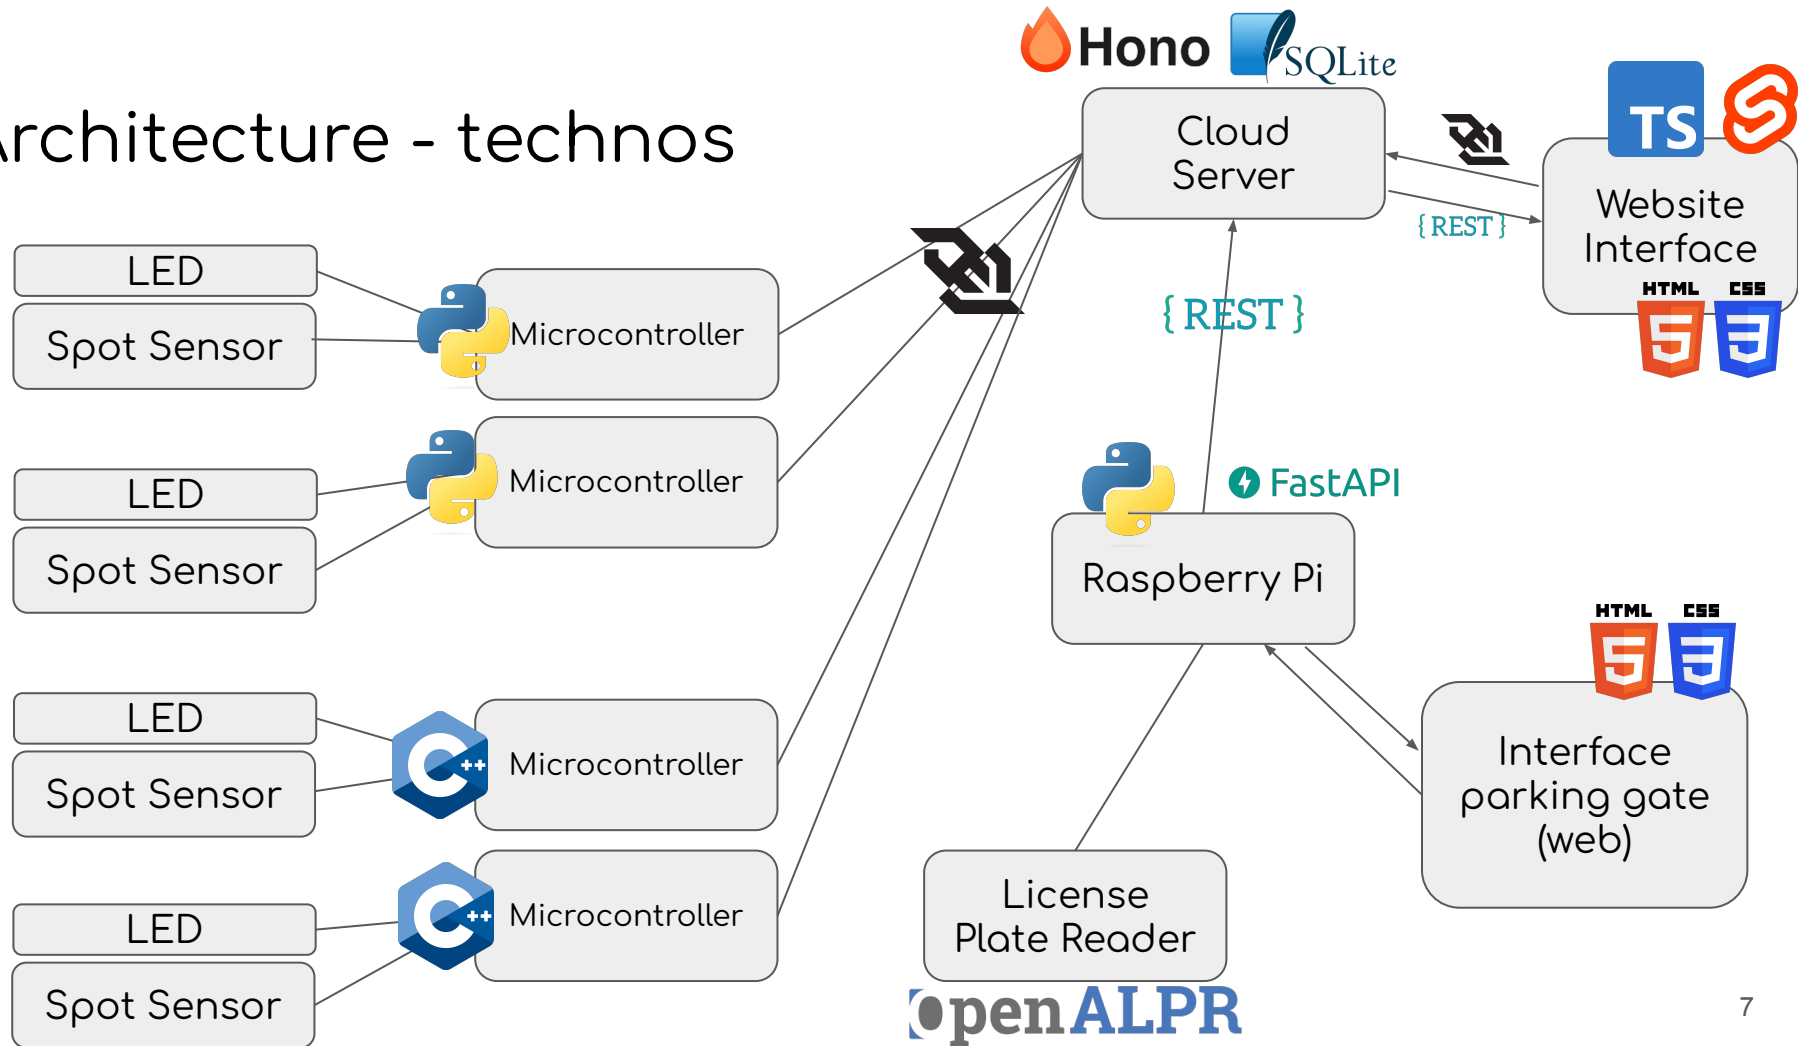 Architecture - technos
Hono
SQLite
Cloud
Server
TS
Website
Interface
HTML
CSS
{ REST }
LED
Spot Sensor
Microcontroller
{ REST }
LED
Spot Sensor
Microcontroller
FastAPI
Raspberry Pi
HTML
CSS
LED
Spot Sensor
C++
Microcontroller
Interface
parking gate
(web)
LED
Spot Sensor
C++
Microcontroller
License
Plate Reader
OpenALPR
7